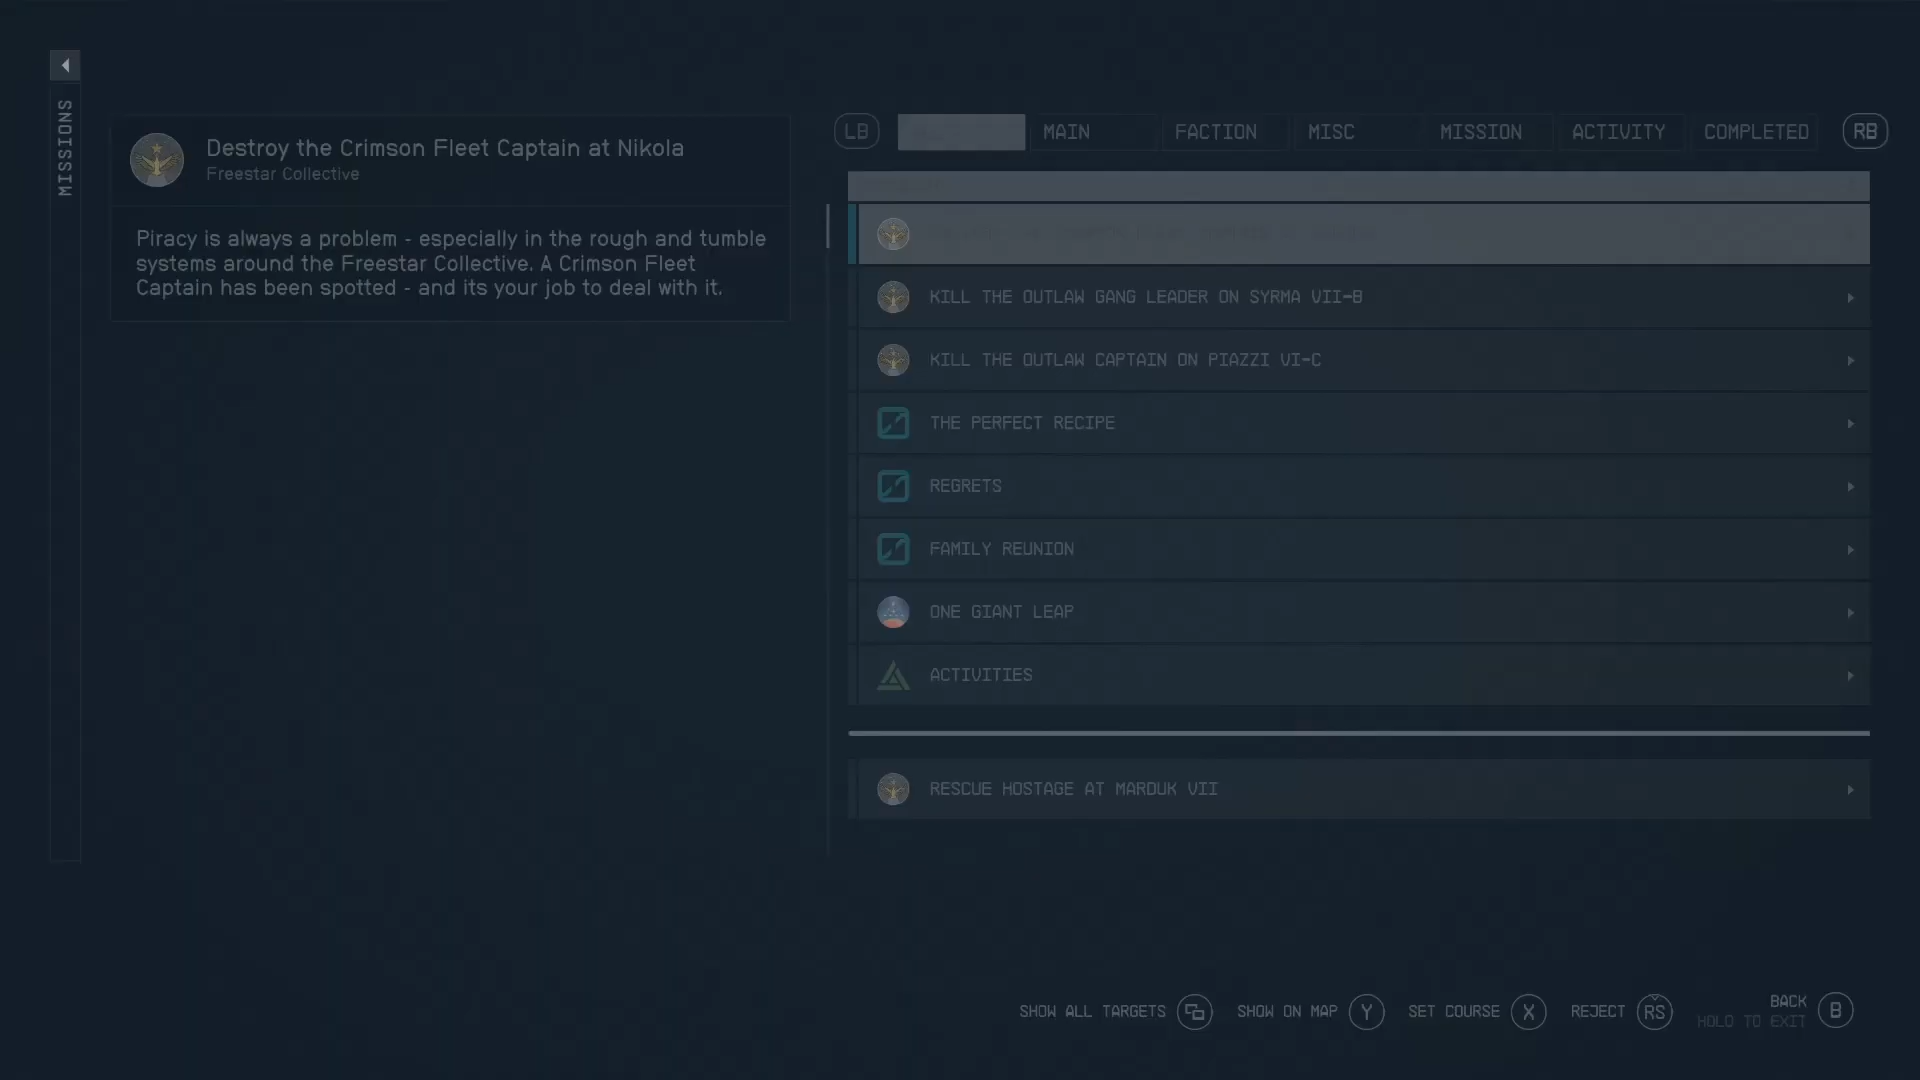 MISSIONS
Destroy the Crimson Fleet Captain at Nikola
Freestar Collective
Piracy is always a problem - especially in the rough and tumble
systems around the Freestar Collective. A Crimson Fleet
Captain has been spotted - and its your job to deal with it.
LB
MAIN
FACTION
MISC
MISSION
ACTIVITY
COMPLETED
RB
KILL THE OUTLAW GANG LEADER ON SYRMA VII-B
KILL THE OUTLAW CAPTAIN ON PIAZZI VI-C
THE PERFECT RECIPE
REGRETS
FAMILY REUNION
ONE GIANT LEAP
ACTIVITIES
RESCUE HOSTAGE AT MARDUK VII
SHOW ALL TARGETS
SHOW ON MAP Y
SET COURSE X
REJECT RS
BACK B
HOLD TO EXIT